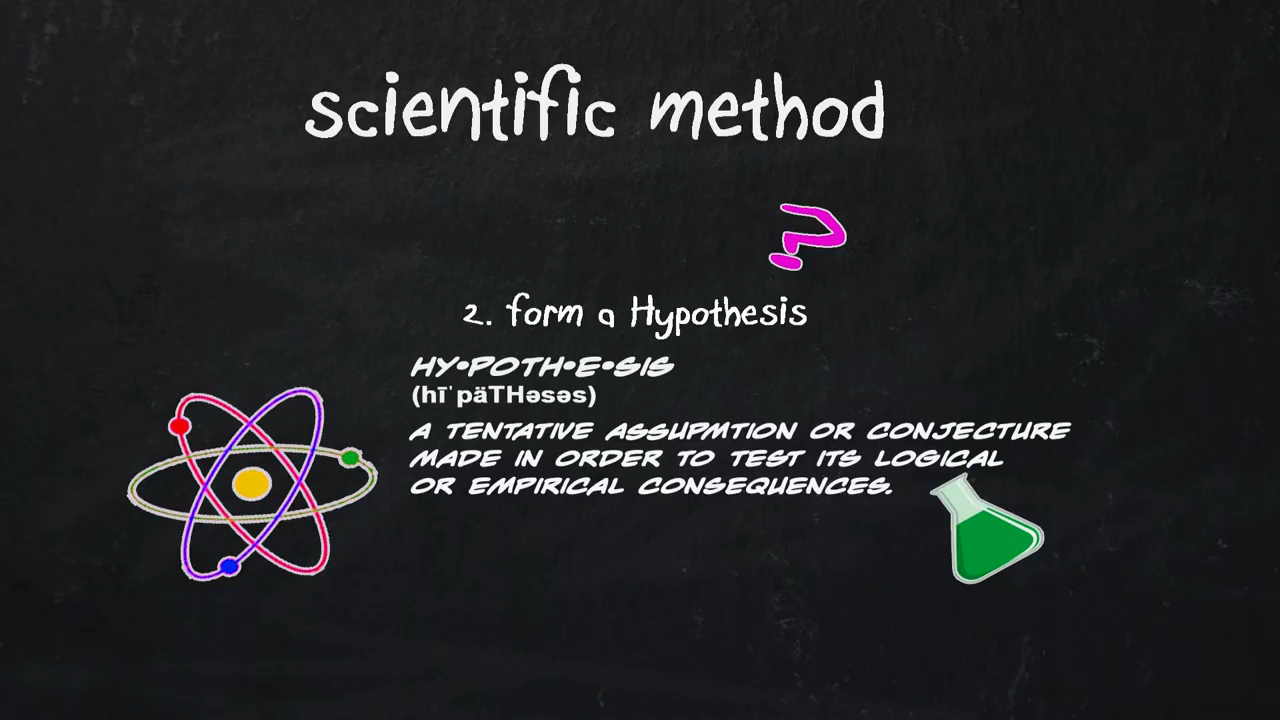 scientific method
?
2. form a Hypothesis
HY•POTH•E•SIS
(hīˈpäTHəsəs)
A TENTATIVE ASSUPMTION OR CONJECTURE
MADE IN ORDER TO TEST ITS LOGICAL
OR EMPIRICAL CONSEQUENCES.